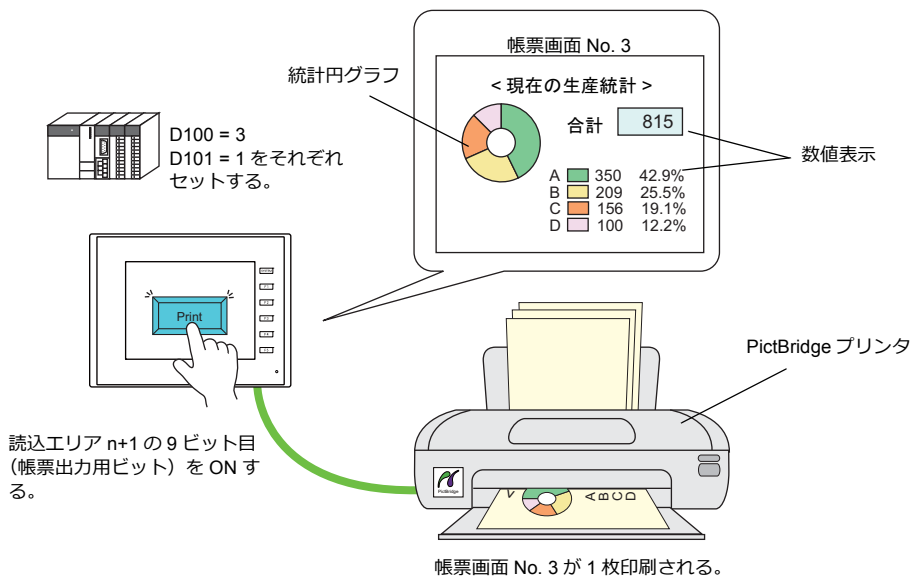 帳票画面 No. 3
統計円グラフ
< 現在の生産統計 >
合計 815
数値表示
A 350 42.9%
B 209 25.5%
C 156 19.1%
D 100 12.2%
D100 = 3
D101 = 1 をそれぞれ
セットする。
Print
PictBridge プリンタ
読込エリア n+1 の 9 ビット目
（帳票出力用ビット）を ON す
る。
PictBridge
A B C D
帳票画面 No. 3 が 1 枚印刷される。